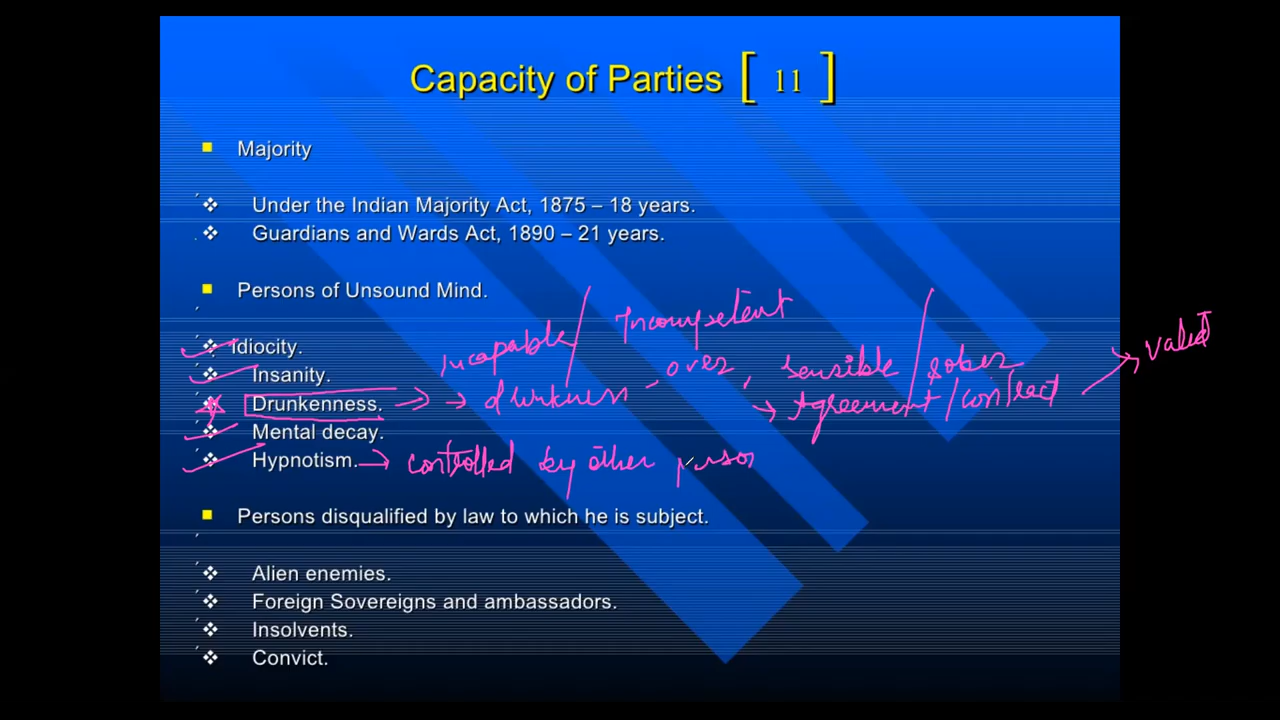 Capacity of Parties [ 11 ]
Majority
Under the Indian Majority Act, 1875 – 18 years.
Guardians and Wards Act, 1890 – 21 years.
Persons of Unsound Mind.
Incapable / Incompetent
Idiocity.
Insanity.
over, sensible / sober
Drunkenness. → → drunkness
→ Agreement / contract → valid
Mental decay.
Hypnotism. → controlled by other person
Persons disqualified by law to which he is subject.
Alien enemies.
Foreign Sovereigns and ambassadors.
Insolvents.
Convict.